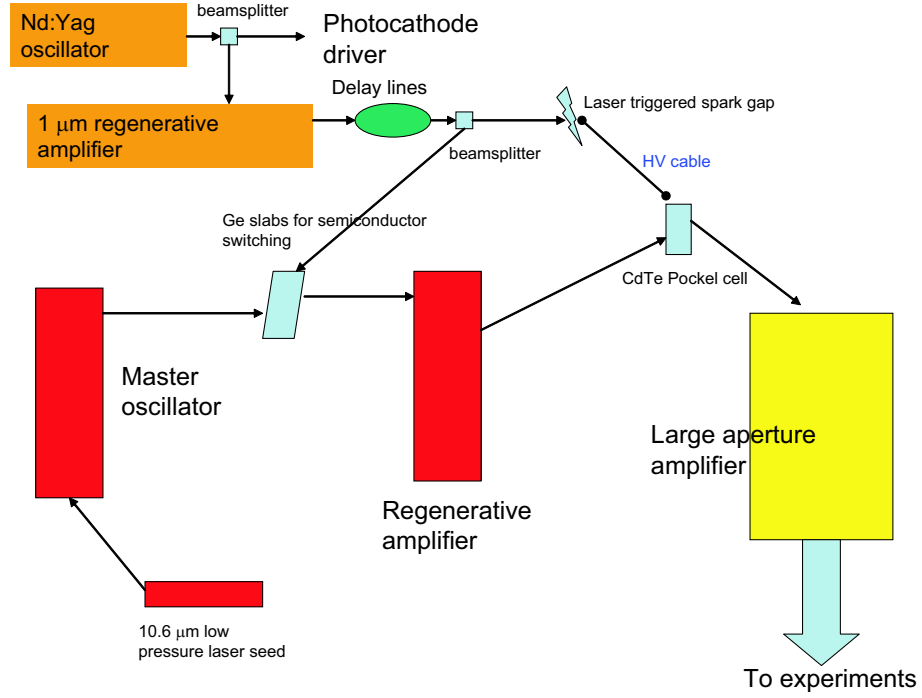 beamsplitter
Nd:Yag
oscillator
Photocathode
driver
Delay lines
Laser triggered spark gap
1 μm regenerative
amplifier
beamsplitter
HV cable
Ge slabs for semiconductor
switching
CdTe Pockel cell
Master
oscillator
Large aperture
amplifier
Regenerative
amplifier
10.6 μm low
pressure laser seed
To experiments